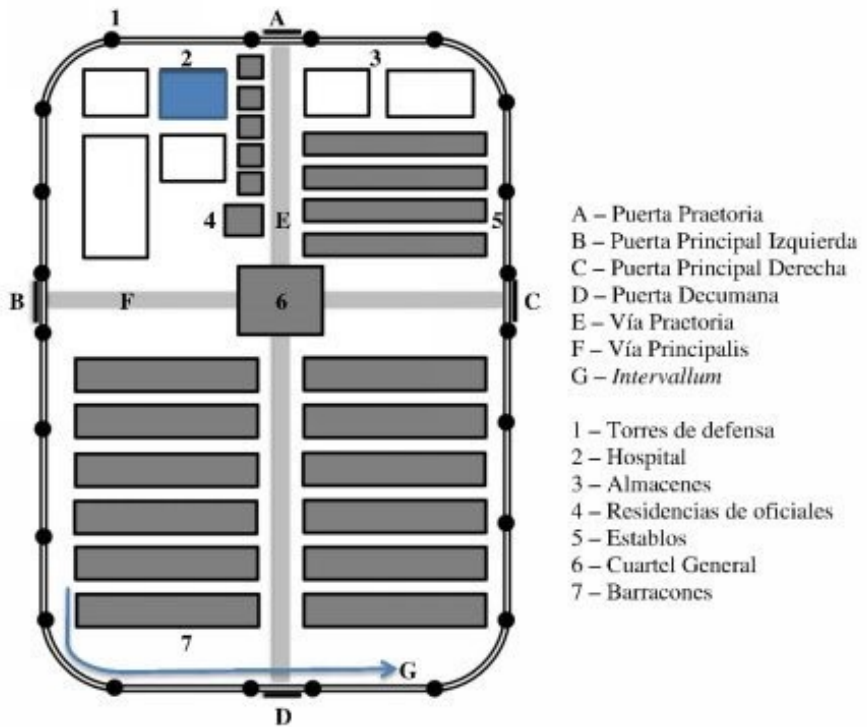 1
A
2
3
4
E
5
B
F
6
C
7
G
D
A – Puerta Praetoria
B – Puerta Principal Izquierda
C – Puerta Principal Derecha
D – Puerta Decumana
E – Vía Praetoria
F – Vía Principalis
G – Intervallum
1 – Torres de defensa
2 – Hospital
3 – Almacenes
4 – Residencias de oficiales
5 – Establos
6 – Cuartel General
7 – Barracones